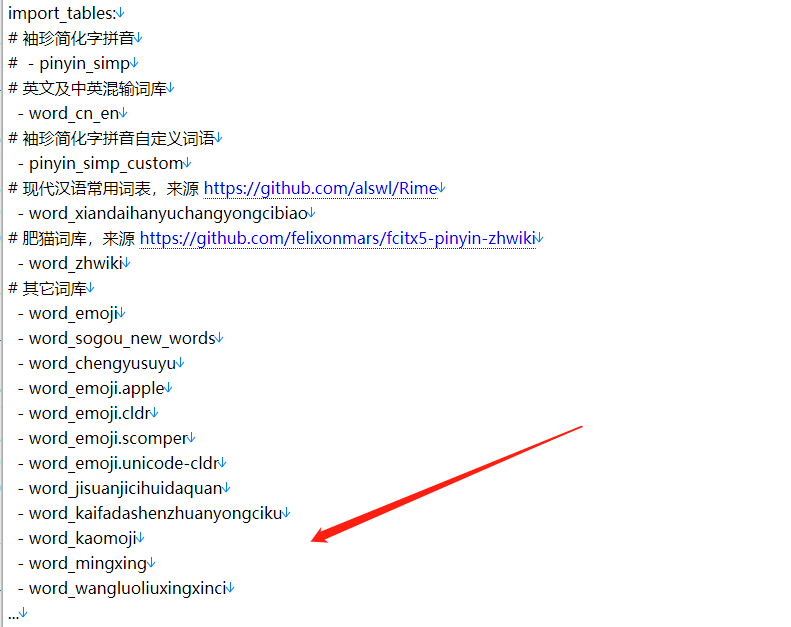 import_tables:↓
# 袖珍简化字拼音↓
#  - pinyin_simp↓
# 英文及中英混输词库↓
  - word_cn_en↓
# 袖珍简化字拼音自定义词语↓
  - pinyin_simp_custom↓
# 现代汉语常用词表，来源 https://github.com/alswl/Rime↓
  - word_xiandaihanyuchangyongcibiao↓
# 肥猫词库，来源 https://github.com/felixonmars/fcitx5-pinyin-zhwiki↓
  - word_zhwiki↓
# 其它词库↓
  - word_emoji↓
  - word_sogou_new_words↓
  - word_chengyusuyu↓
  - word_emoji.apple↓
  - word_emoji.cldr↓
  - word_emoji.scomper↓
  - word_emoji.unicode-cldr↓
  - word_jisuanjicihuidaquan↓
  - word_kaifadashenzhuanyongciku↓
  - word_kaomoji↓
  - word_mingxing↓
  - word_wangluoliuxingxinci↓
...↓